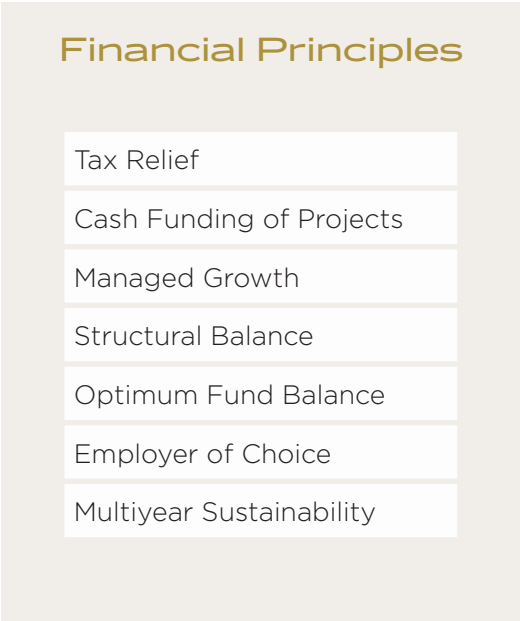 Financial Principles
Tax Relief
Cash Funding of Projects
Managed Growth
Structural Balance
Optimum Fund Balance
Employer of Choice
Multiyear Sustainability